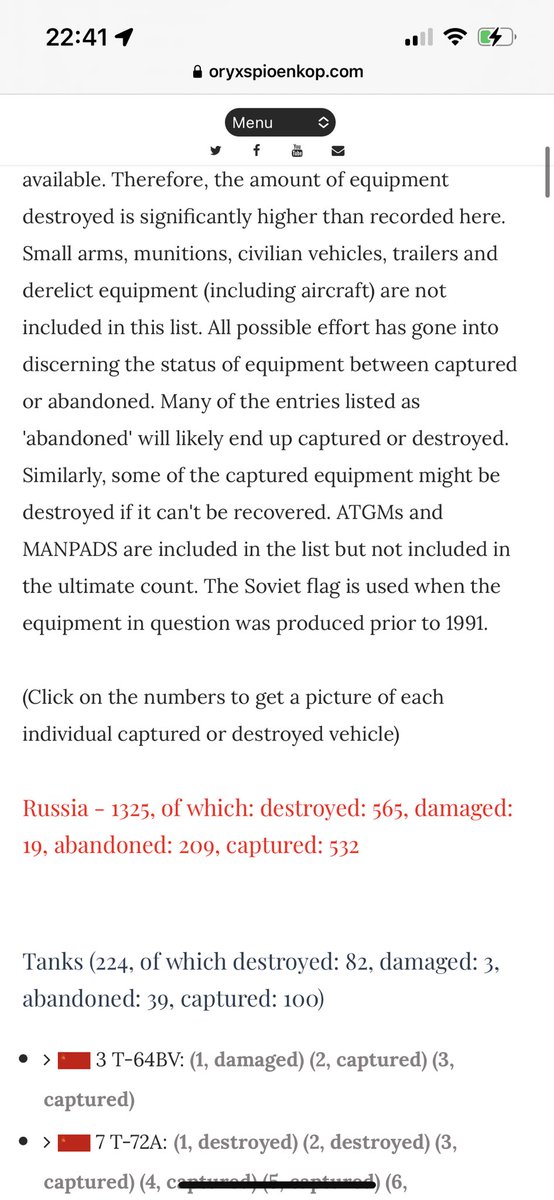 22:41
oryxspioenkop.com
Menu
available. Therefore, the amount of equipment
destroyed is significantly higher than recorded here.
Small arms, munitions, civilian vehicles, trailers and
derelict equipment (including aircraft) are not
included in this list. All possible effort has gone into
discerning the status of equipment between captured
or abandoned. Many of the entries listed as
'abandoned' will likely end up captured or destroyed.
Similarly, some of the captured equipment might be
destroyed if it can't be recovered. ATGMs and
MANPADS are included in the list but not included in
the ultimate count. The Soviet flag is used when the
equipment in question was produced prior to 1991.
(Click on the numbers to get a picture of each
individual captured or destroyed vehicle)
Russia - 1325, of which: destroyed: 565, damaged:
19, abandoned: 209, captured: 532
Tanks (224, of which destroyed: 82, damaged: 3,
abandoned: 39, captured: 100)
• > 3 T-64BV: (1, damaged) (2, captured) (3,
captured)
• > 7 T-72A: (1, destroyed) (2, destroyed) (3,
captured) (4, captured) (5, captured) (6,